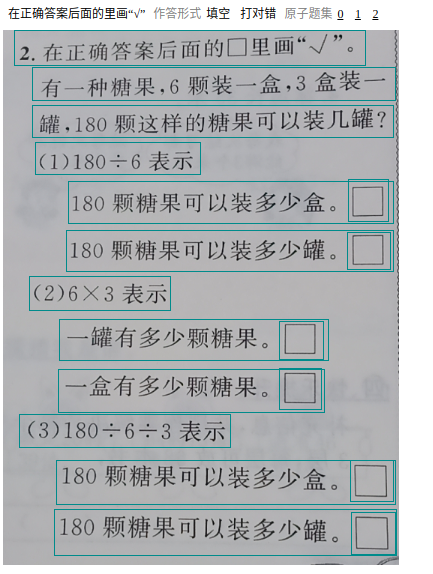 在正确答案后面的里画“√” 作答形式 填空 打对错 原子题集 0 1 2
2. 在正确答案后面的□里画“√”。
有一种糖果,6 颗装一盒,3 盒装一
罐,180 颗这样的糖果可以装几罐?
(1)180÷6 表示
180 颗糖果可以装多少盒。□
180 颗糖果可以装多少罐。□
(2)6×3 表示
一罐有多少颗糖果。□
一盒有多少颗糖果。□
(3)180÷6÷3 表示
180 颗糖果可以装多少盒。□
180 颗糖果可以装多少罐。□